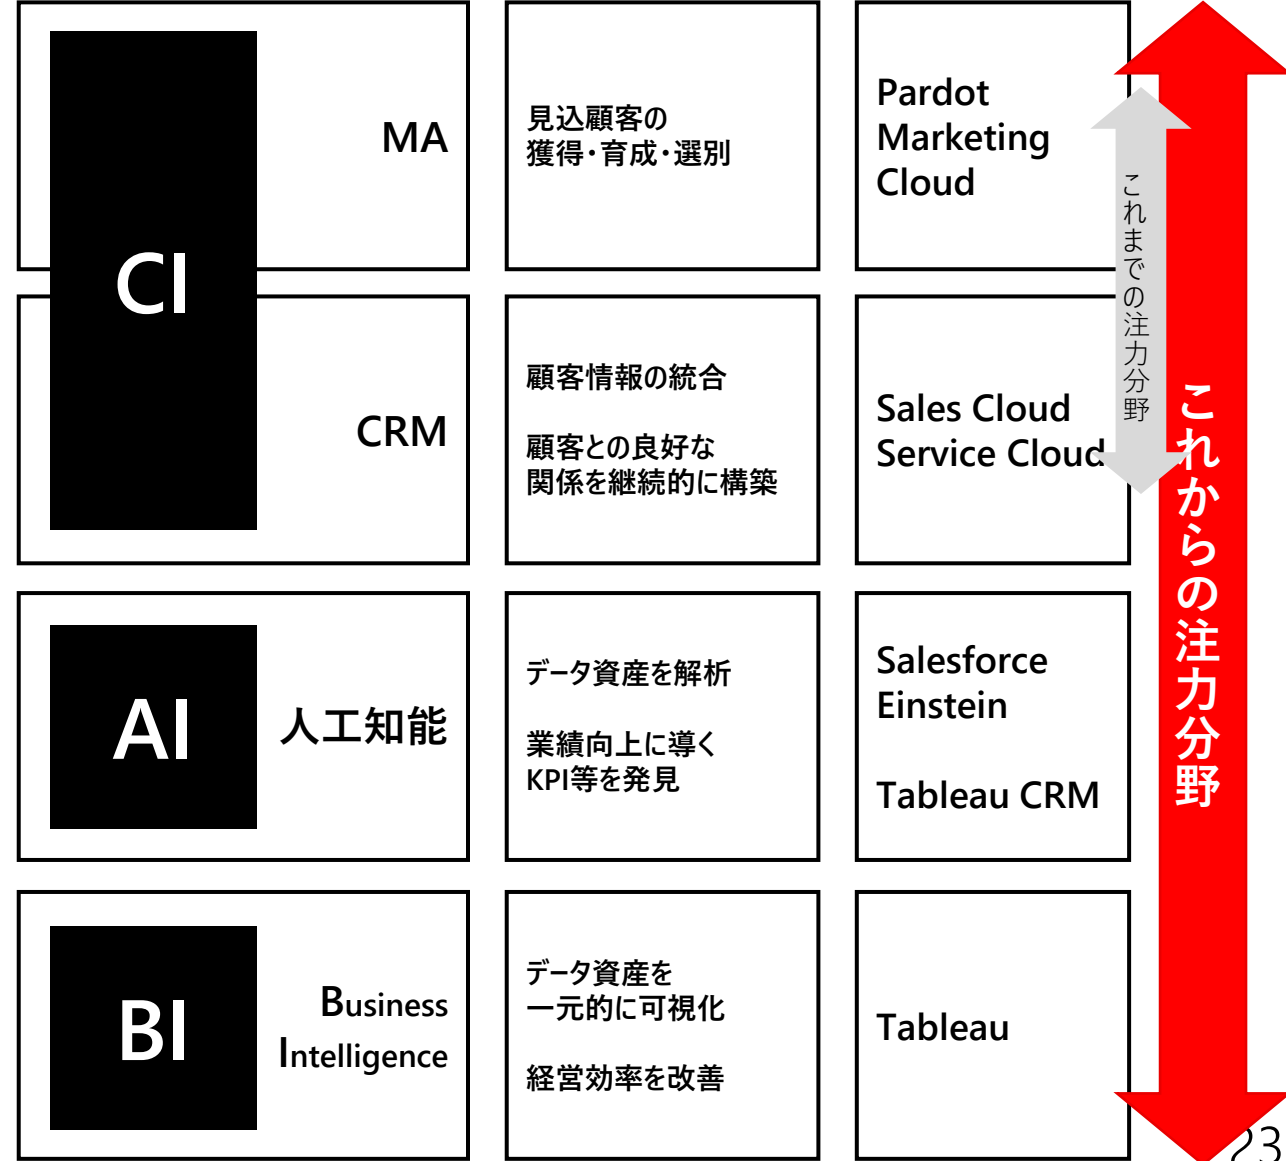 CI
MA
見込顧客の
獲得・育成・選別
Pardot
Marketing
Cloud
CRM
顧客情報の統合
顧客との良好な
関係を継続的に構築
Sales Cloud
Service Cloud
AI
人工知能
データ資産を解析
業績向上に導く
KPI等を発見
Salesforce
Einstein
Tableau CRM
BI
Business
Intelligence
データ資産を
一元的に可視化
経営効率を改善
Tableau
これまでの注力分野
これからの注力分野
23